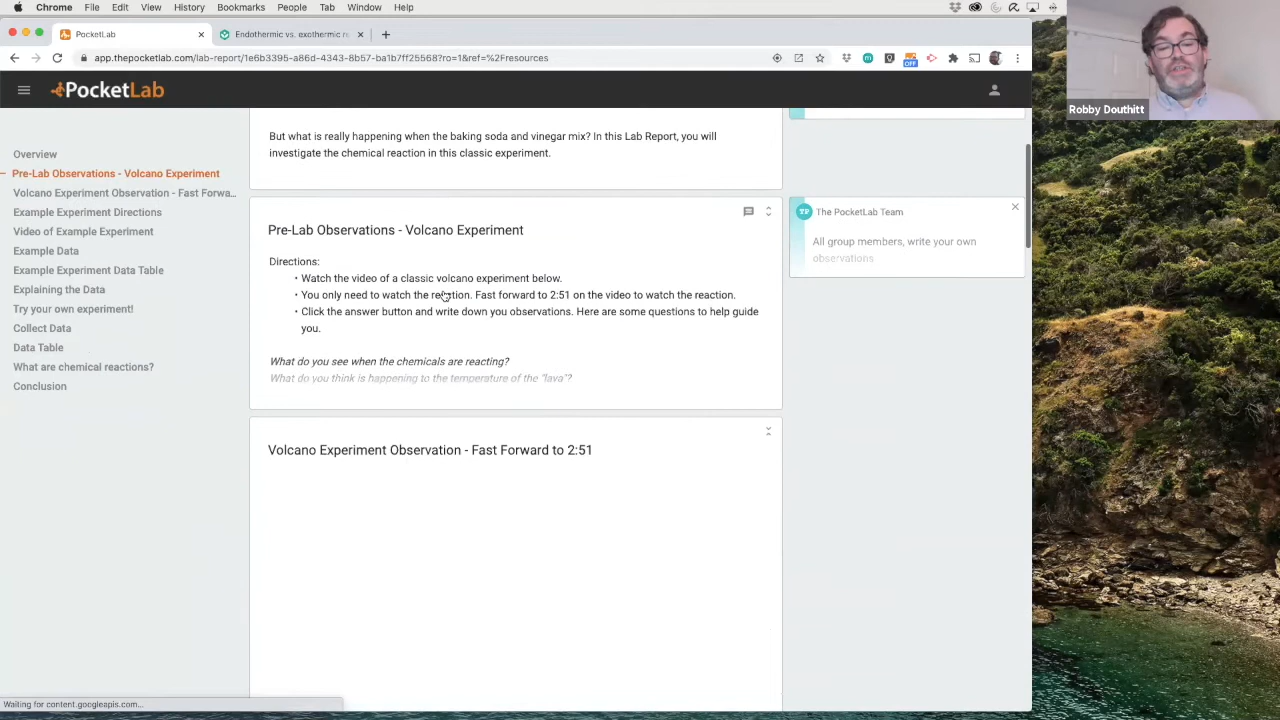 Chrome File Edit View History Bookmarks People Tab Window Help
PocketLab
Endothermic vs. exothermic re
app.thepocketlab.com/lab-report/1e6b3395-a86d-4343-8b57-ba1b7ff25568?ro=1&ref=%2Fresources
OFF
PocketLab
Robby Douthitt
But what is really happening when the baking soda and vinegar mix? In this Lab Report, you will
investigate the chemical reaction in this classic experiment.
Overview
Pre-Lab Observations - Volcano Experiment
Volcano Experiment Observation - Fast Forwa...
Example Experiment Directions
Video of Example Experiment
Example Data
Example Experiment Data Table
Explaining the Data
Try your own experiment!
Collect Data
Data Table
What are chemical reactions?
Conclusion
Pre-Lab Observations - Volcano Experiment
Directions:
• Watch the video of a classic volcano experiment below.
• You only need to watch the reaction. Fast forward to 2:51 on the video to watch the reaction.
• Click the answer button and write down you observations. Here are some questions to help guide
you.
What do you see when the chemicals are reacting?
What do you think is happening to the temperature of the "lava"?
TP The PocketLab Team
All group members, write your own
observations
Volcano Experiment Observation - Fast Forward to 2:51
Waiting for content.googleapis.com...